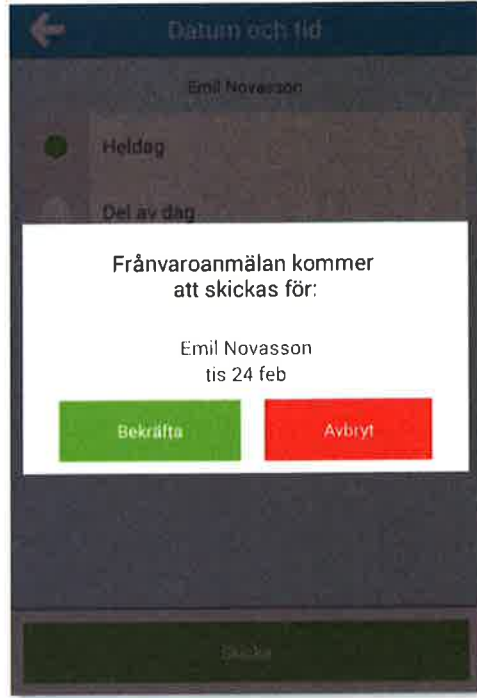 Datum och tid
Emil Novasson
Heldag
Del av dag
Frånvaroanmälan kommer
att skickas för:
Emil Novasson
tis 24 feb
Bekräfta
Avbryt
Skicka